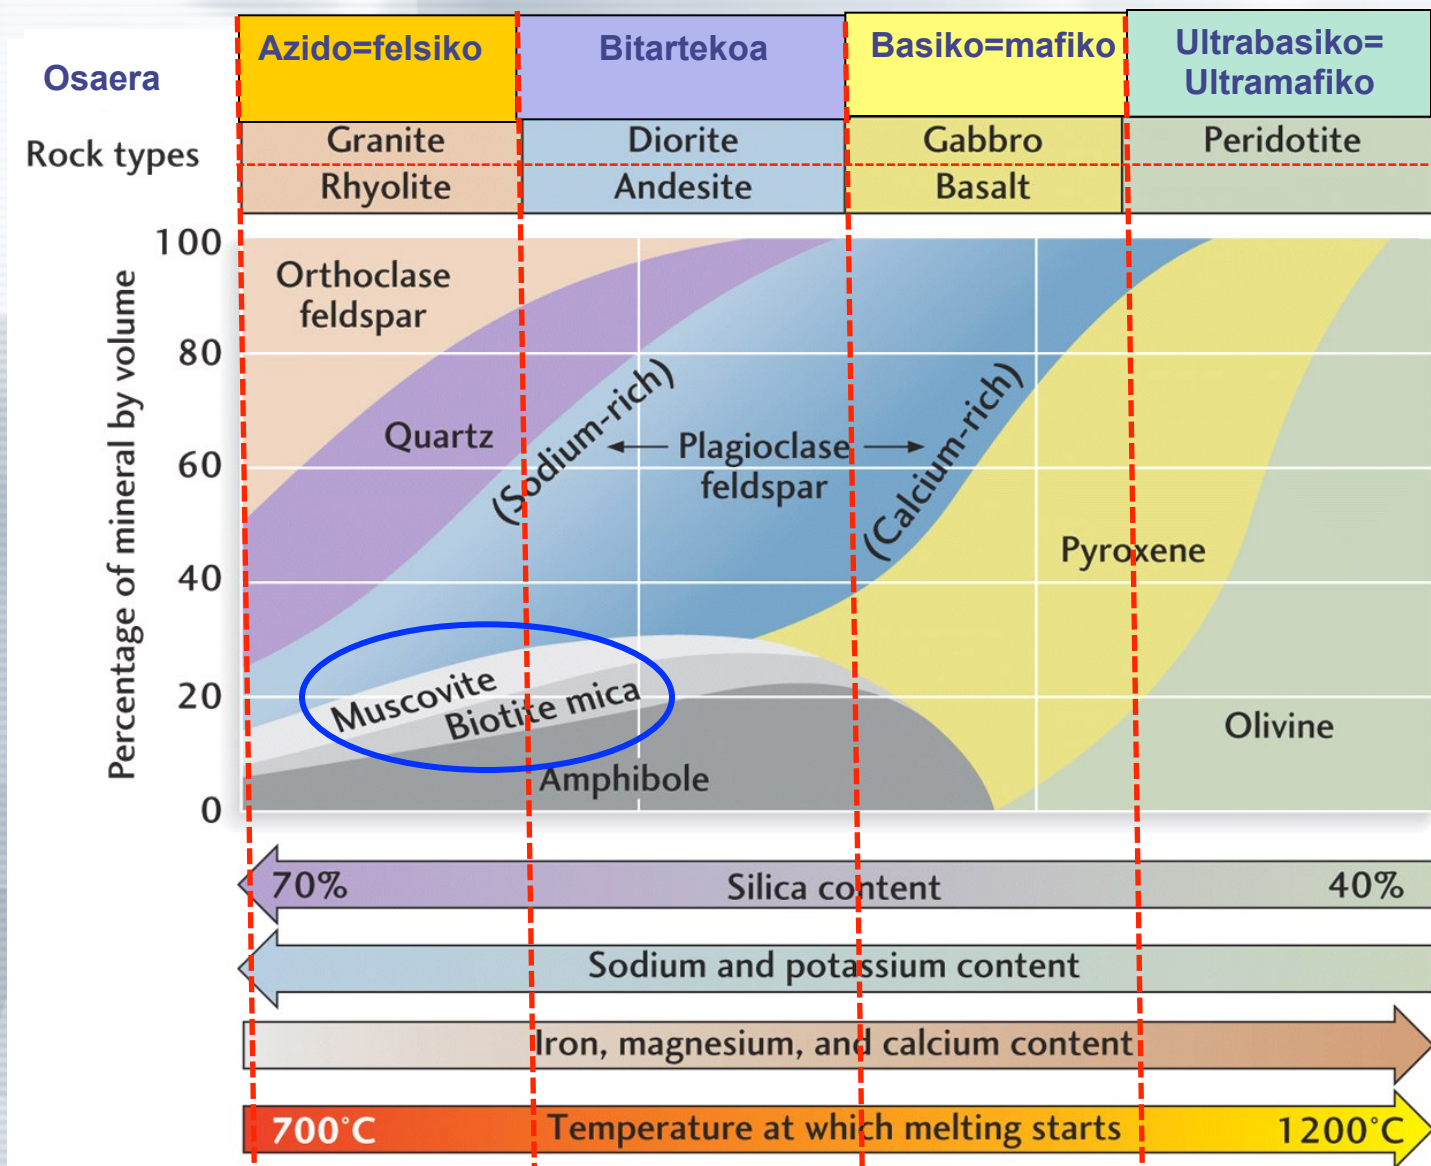 Osaera
Azido=felsiko
Bitartekoa
Basiko=mafiko
Ultrabasiko=
Ultramafiko
Rock types
Granite
Diorite
Gabbro
Peridotite
Rhyolite
Andesite
Basalt
Percentage of mineral by volume
100
80
60
40
20
0
Orthoclase
feldspar
Quartz
(Sodium-rich)
Plagioclase
feldspar
(Calcium-rich)
Pyroxene
Muscovite
Biotite mica
Amphibole
Olivine
70%
Silica content
40%
Sodium and potassium content
Iron, magnesium, and calcium content
700°C
Temperature at which melting starts
1200°C